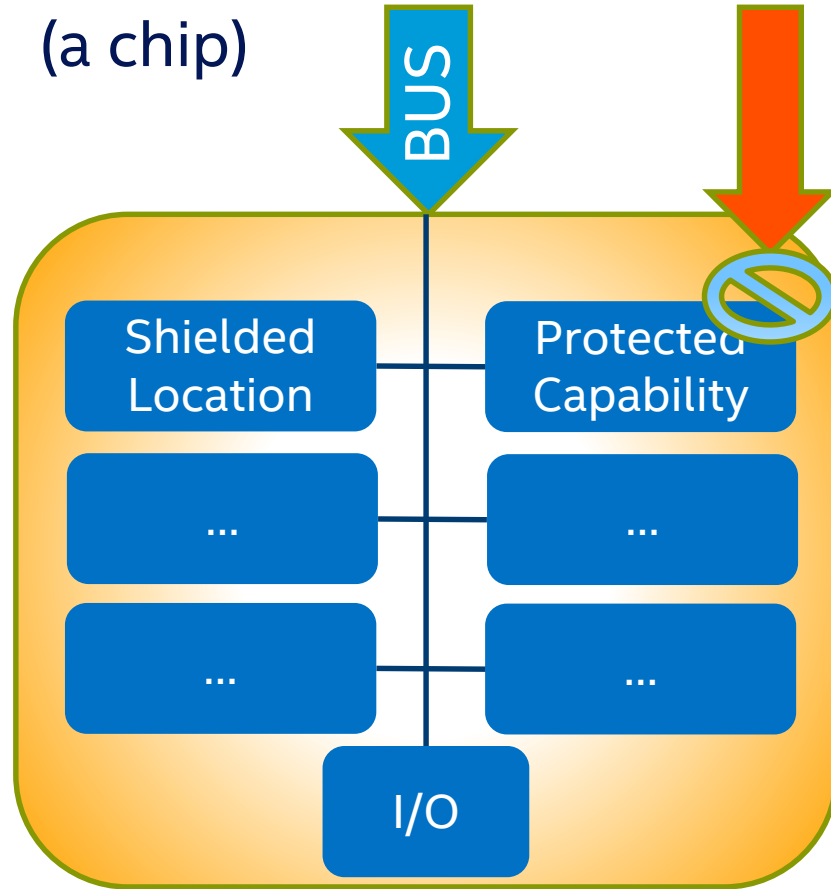 (a chip)
BUS
Shielded
Location
Protected
Capability
...
...
...
...
I/O